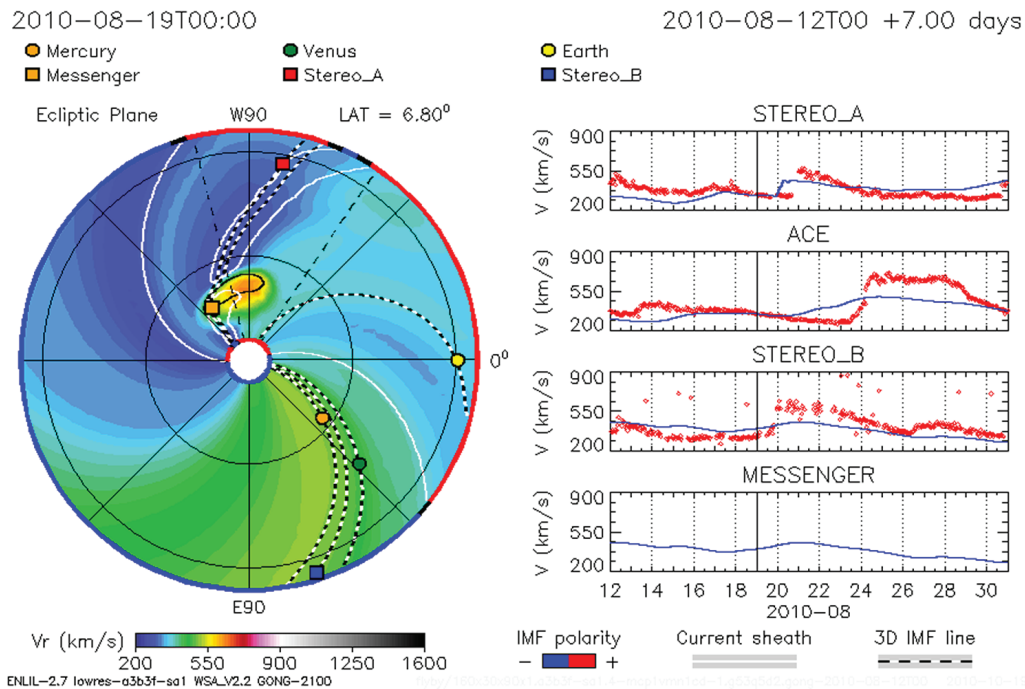 2010-08-19T00:00
2010-08-12T00 +7.00 days
Mercury
Venus
Earth
Messenger
Stereo_A
Stereo_B
Ecliptic Plane
W90
LAT = 6.80⁰
0⁰
E90
STEREO_A
V (km/s)
900
550
200
ACE
V (km/s)
900
550
200
STEREO_B
V (km/s)
900
550
200
MESSENGER
V (km/s)
900
550
200
12 14 16 18 20 22 24 26 28 30
2010-08
Vr (km/s)
200 550 900 1250 1600
IMF polarity
- +
Current sheath
3D IMF line
ENLIL-2.7 lowres-a3b3f-sa1 WSA_V2.2 GONG-2100